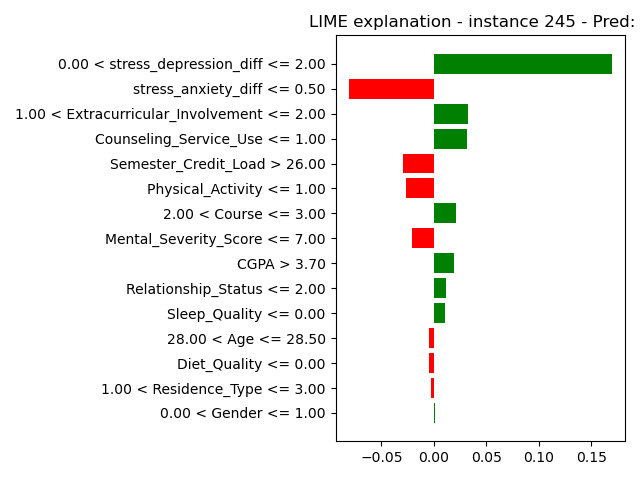 LIME explanation - instance 245 - Pred:
0.00 < stress_depression_diff <= 2.00
stress_anxiety_diff <= 0.50
1.00 < Extracurricular_Involvement <= 2.00
Counseling_Service_Use <= 1.00
Semester_Credit_Load > 26.00
Physical_Activity <= 1.00
2.00 < Course <= 3.00
Mental_Severity_Score <= 7.00
CGPA > 3.70
Relationship_Status <= 2.00
Sleep_Quality <= 0.00
28.00 < Age <= 28.50
Diet_Quality <= 0.00
1.00 < Residence_Type <= 3.00
0.00 < Gender <= 1.00
−0.05 0.00 0.05 0.10 0.15